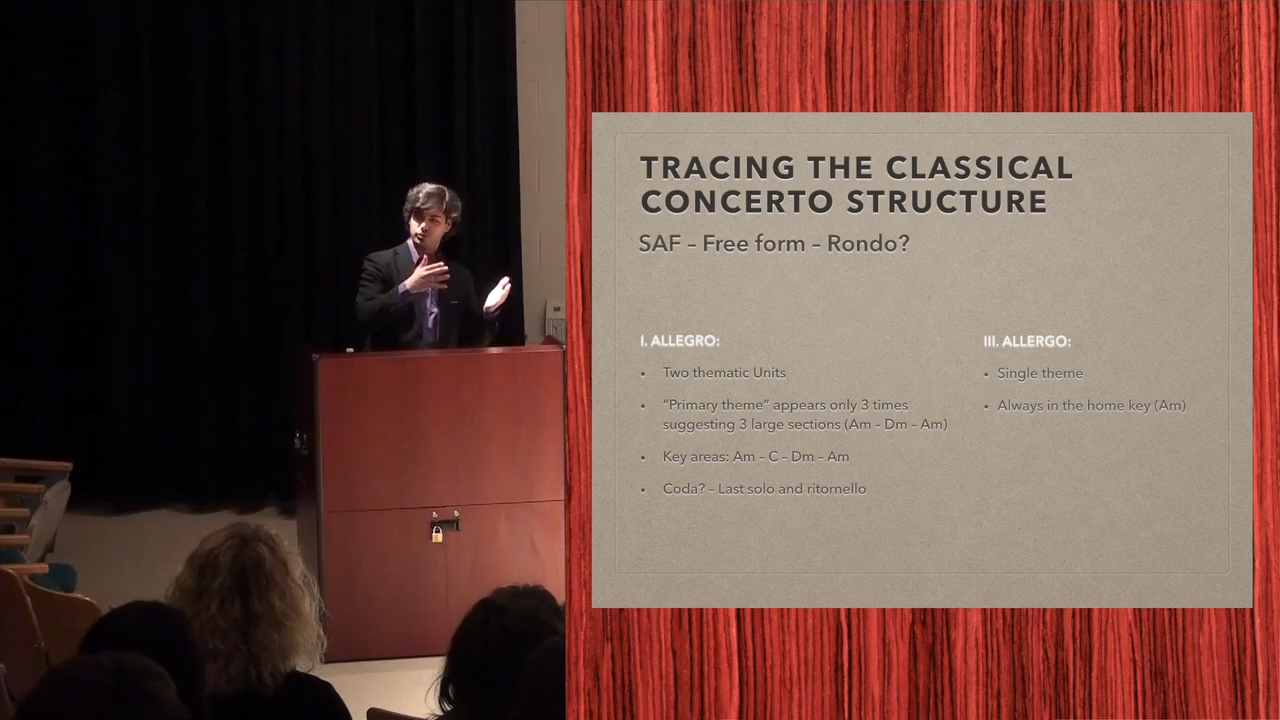 TRACING THE CLASSICAL
CONCERTO STRUCTURE
SAF – Free form – Rondo?
I. ALLEGRO:
• Two thematic Units
• “Primary theme” appears only 3 times
suggesting 3 large sections (Am – Dm – Am)
• Key areas: Am – C – Dm – Am
• Coda? – Last solo and ritornello
III. ALLERGO:
• Single theme
• Always in the home key (Am)